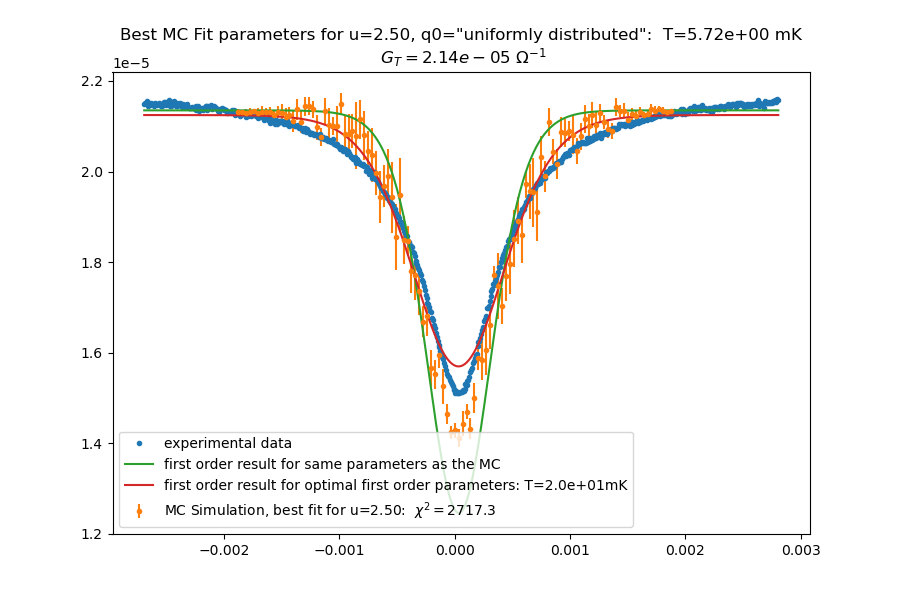 Best MC Fit parameters for u=2.50, q0="uniformly distributed":  T=5.72e+00 mK
G_T = 2.14e − 05 Ω^{−1}
1e−5
2.2
2.0
1.8
1.6
1.4
1.2
experimental data
first order result for same parameters as the MC
first order result for optimal first order parameters: T=2.0e+01mK
MC Simulation, best fit for u=2.50:  χ² = 2717.3
−0.002 −0.001 0.000 0.001 0.002 0.003